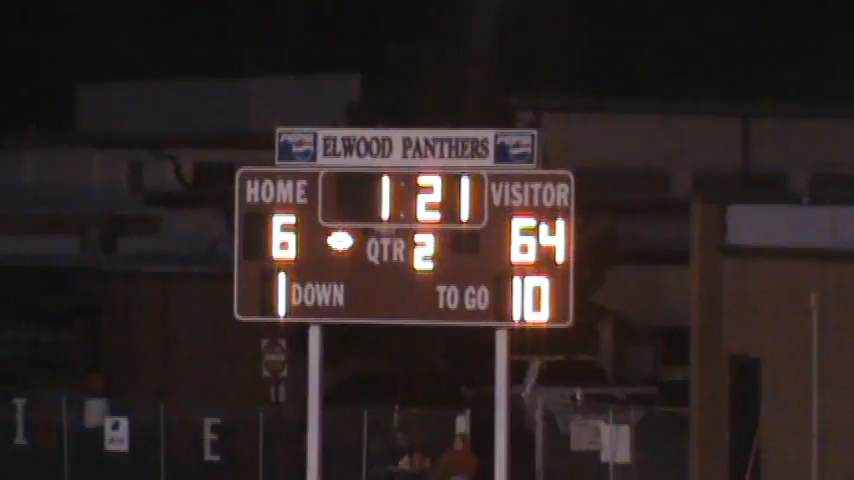 ELWOOD PANTHERS
HOME 1:21 VISITOR
6 QTR 2 64
1 DOWN TO GO 10
I E